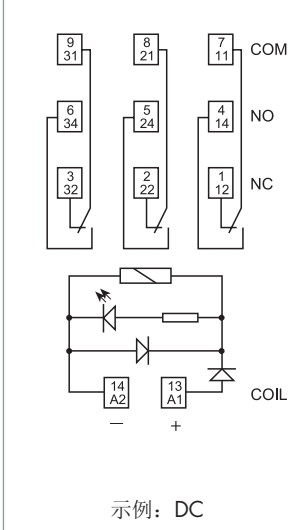 9 8 7 COM
31 21 11
6 5 4 NO
34 24 14
3 2 1 NC
32 22 12
14 13
A2 A1 COIL
− +
示例：DC